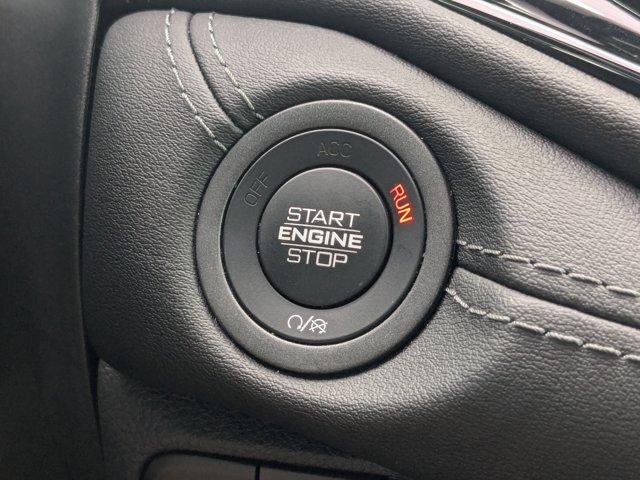 OFF
ACC
RUN
START
ENGINE
STOP